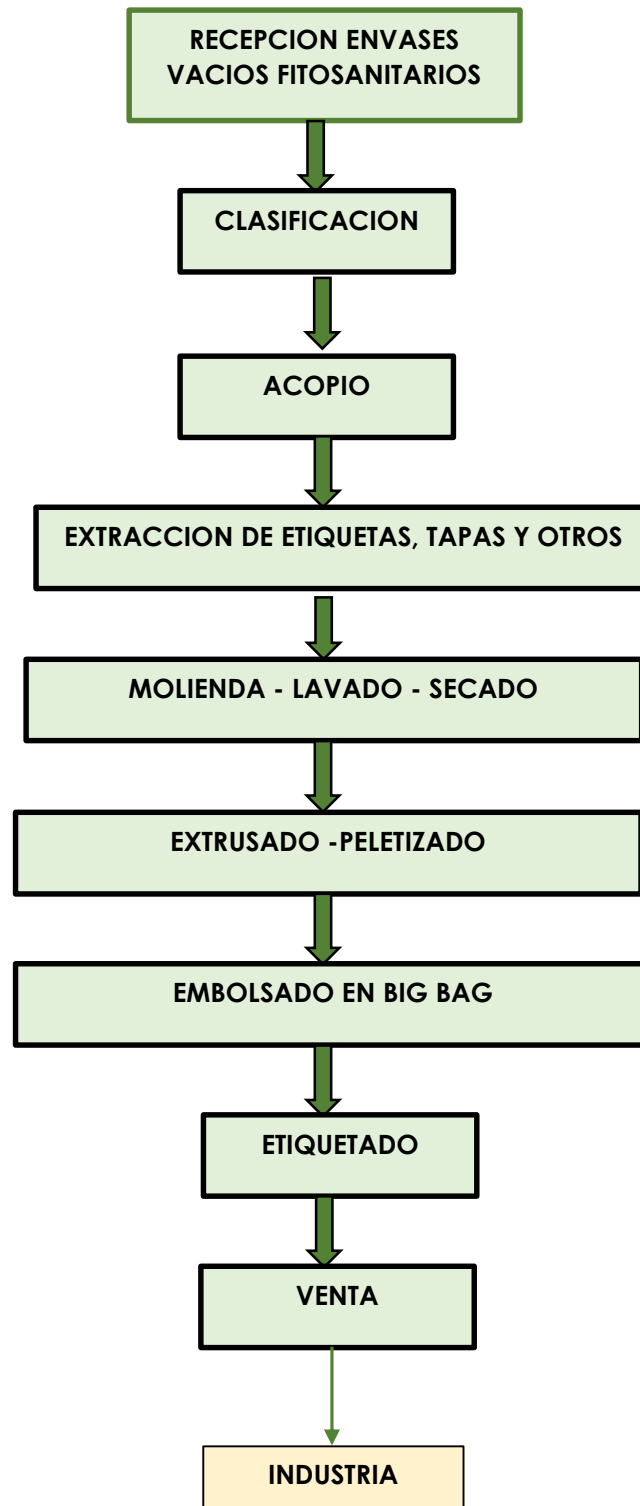 RECEPCION ENVASES
VACIOS FITOSANITARIOS
CLASIFICACION
ACOPIO
EXTRACCION DE ETIQUETAS, TAPAS Y OTROS
MOLIENDA - LAVADO - SECADO
EXTRUSADO -PELETIZADO
EMBOLSADO EN BIG BAG
ETIQUETADO
VENTA
INDUSTRIA